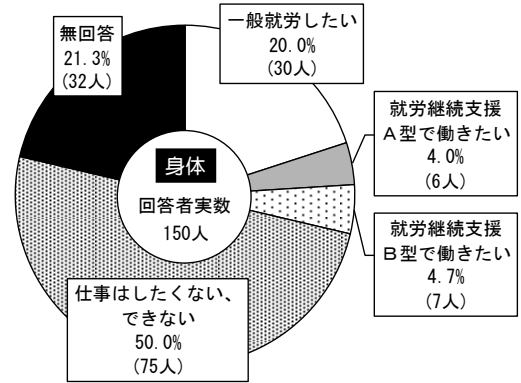 無回答
21.3%
(32人)
一般就労したい
20.0%
(30人)
就労継続支援
A型で働きたい
4.0%
(6人)
就労継続支援
B型で働きたい
4.7%
(7人)
身体
回答者実数
150人
仕事はしたくない、
できない
50.0%
(75人)